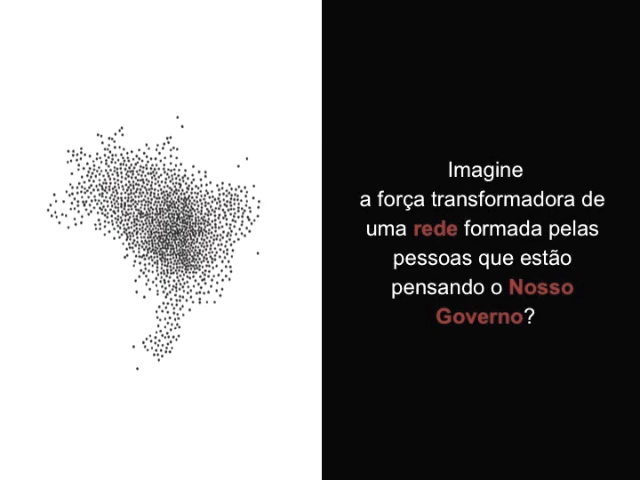 Imagine
a força transformadora de
uma rede formada pelas
pessoas que estão
pensando o Nosso
Governo?